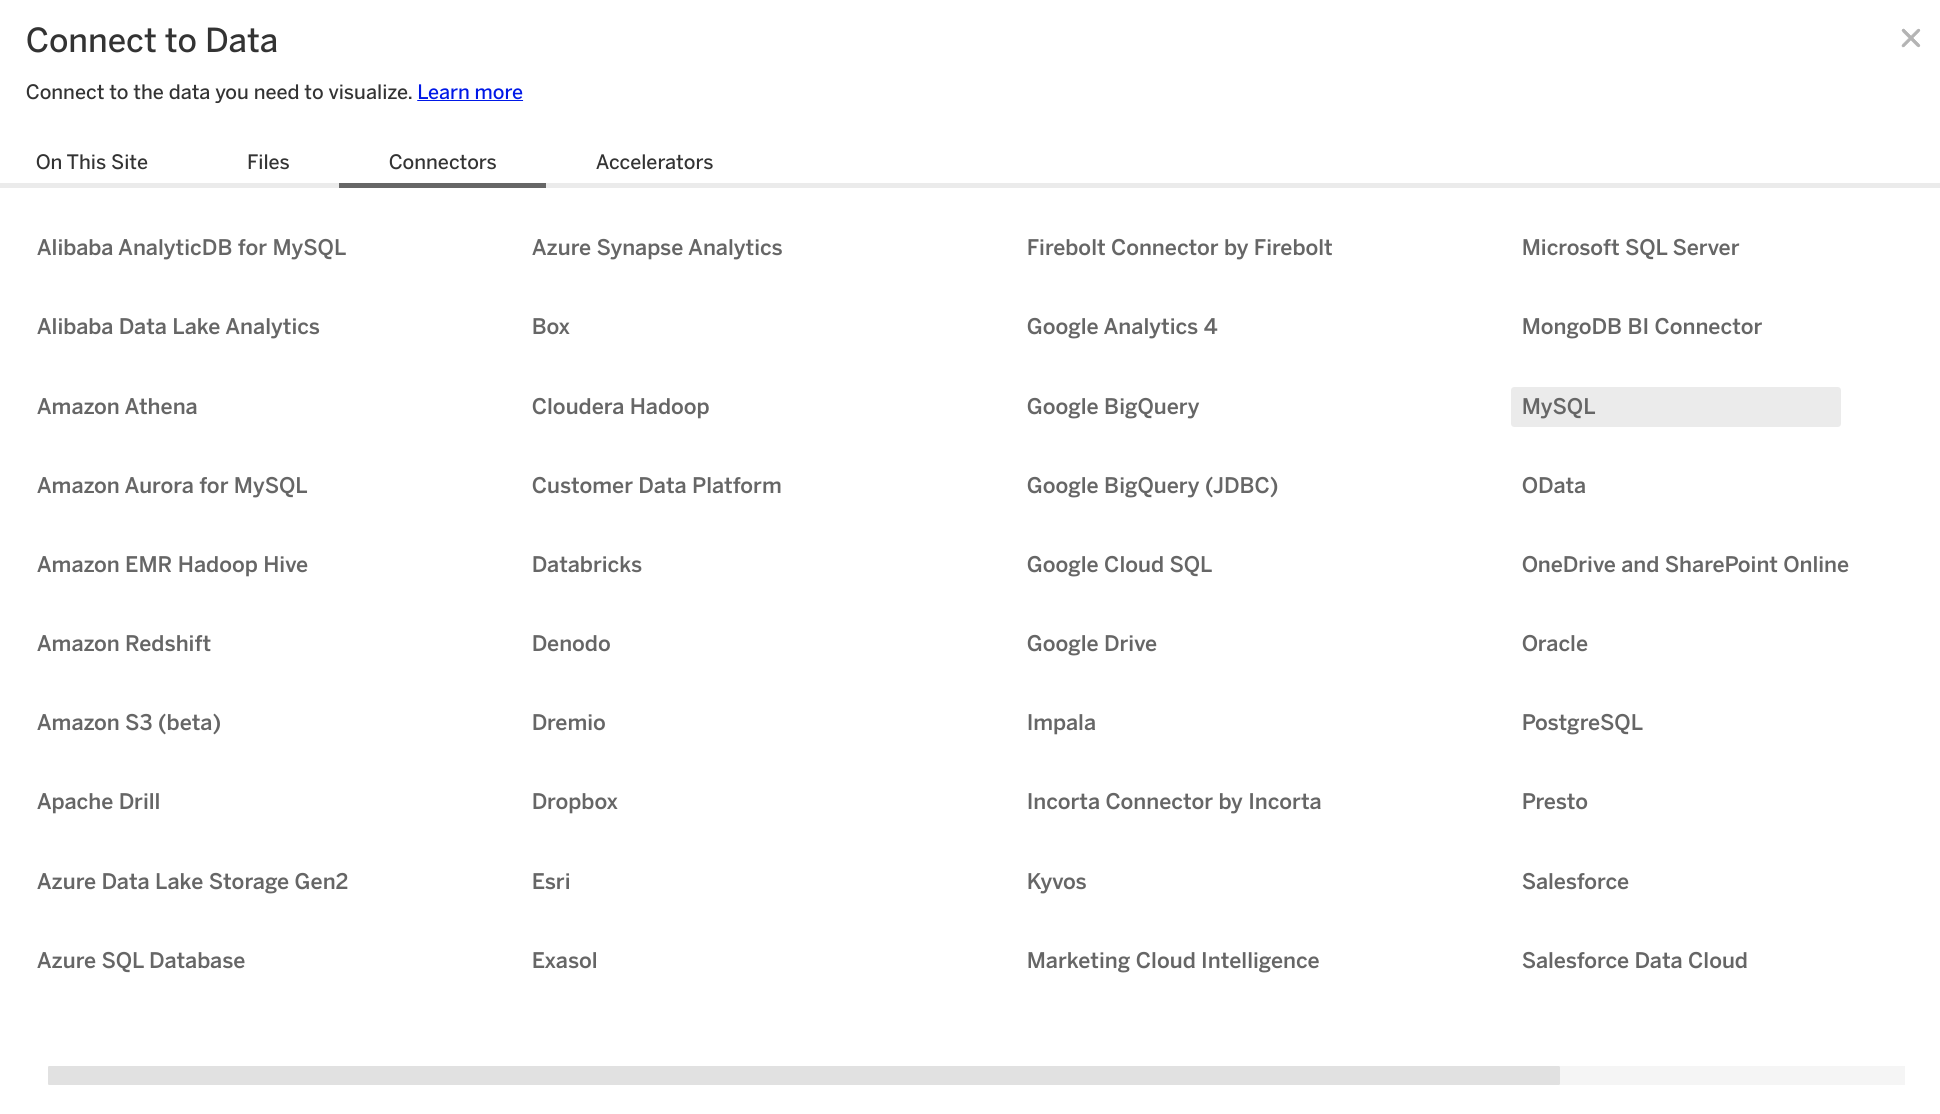 Connect to Data
Connect to the data you need to visualize. Learn more
On This Site
Files
Connectors
Accelerators
Alibaba AnalyticDB for MySQL
Alibaba Data Lake Analytics
Amazon Athena
Amazon Aurora for MySQL
Amazon EMR Hadoop Hive
Amazon Redshift
Amazon S3 (beta)
Apache Drill
Azure Data Lake Storage Gen2
Azure SQL Database
Azure Synapse Analytics
Box
Cloudera Hadoop
Customer Data Platform
Databricks
Denodo
Dremio
Dropbox
Esri
Exasol
Firebolt Connector by Firebolt
Google Analytics 4
Google BigQuery
Google BigQuery (JDBC)
Google Cloud SQL
Google Drive
Impala
Incorta Connector by Incorta
Kyvos
Marketing Cloud Intelligence
Microsoft SQL Server
MongoDB BI Connector
MySQL
OData
OneDrive and SharePoint Online
Oracle
PostgreSQL
Presto
Salesforce
Salesforce Data Cloud